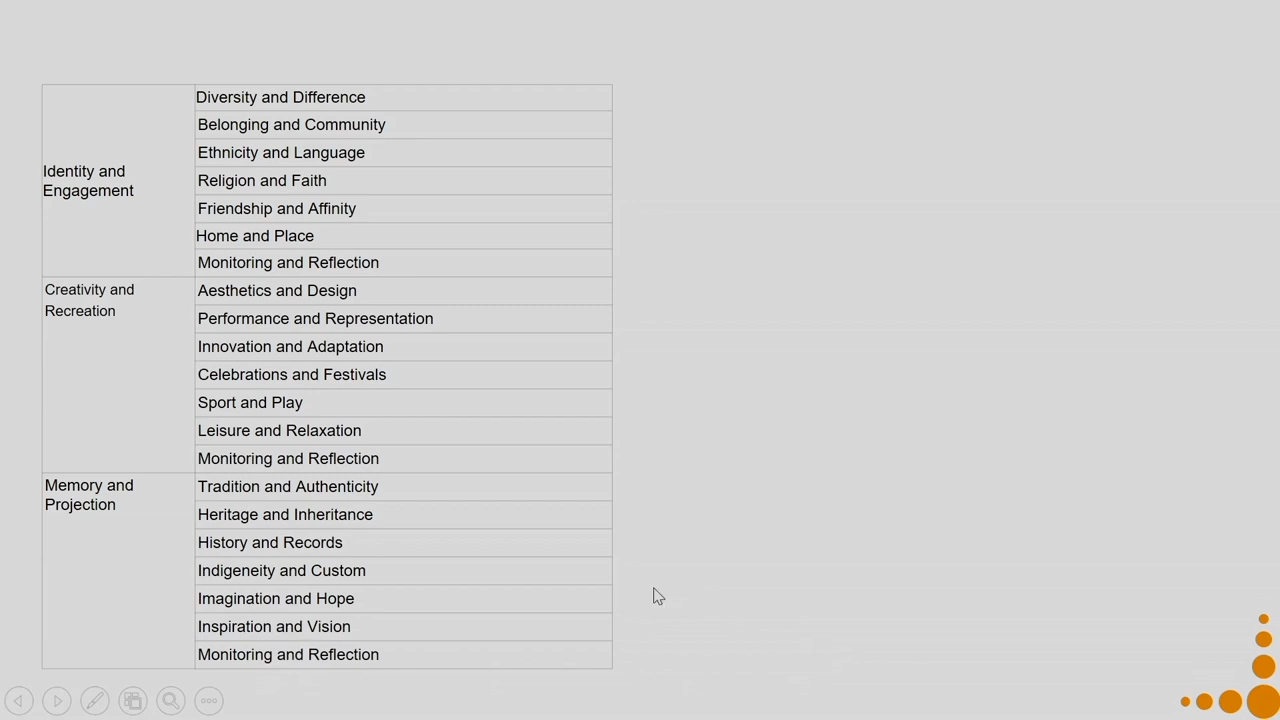 Identity and
Engagement
Diversity and Difference
Belonging and Community
Ethnicity and Language
Religion and Faith
Friendship and Affinity
Home and Place
Monitoring and Reflection
Creativity and
Recreation
Aesthetics and Design
Performance and Representation
Innovation and Adaptation
Celebrations and Festivals
Sport and Play
Leisure and Relaxation
Monitoring and Reflection
Memory and
Projection
Tradition and Authenticity
Heritage and Inheritance
History and Records
Indigeneity and Custom
Imagination and Hope
Inspiration and Vision
Monitoring and Reflection